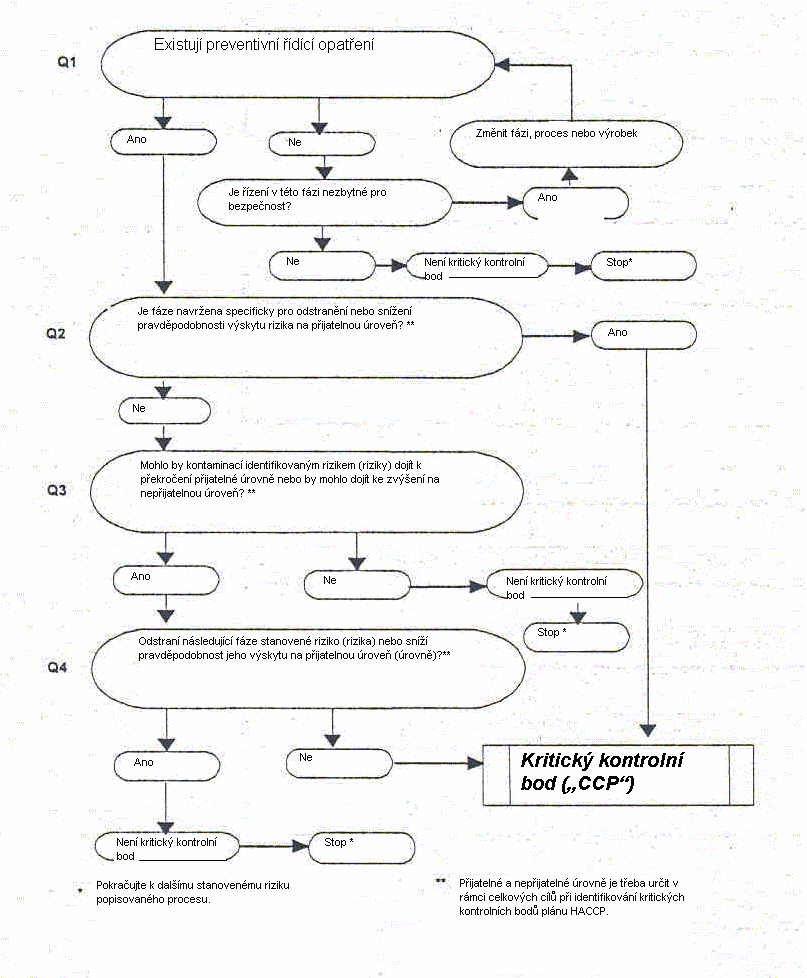 Existují preventivní řídící opatření
Q1
Ano
Ne
Změnit fázi, proces nebo výrobek
Je řízení v této fázi nezbytné pro
bezpečnost?
Ano
Ne
Není kritický kontrolní
bod
Stop*
Q2
Je fáze navržena specificky pro odstranění nebo snížení
pravděpodobnosti výskytu rizika na přijatelnou úroveň? **
Ano
Ne
Q3
Mohlo by kontaminací identifikovaným rizikem (riziky) dojít k
překročení přijatelné úrovně nebo by mohlo dojít ke zvýšení na
nepřijatelnou úroveň? **
Ano
Ne
Není kritický kontrolní
bod
Stop *
Q4
Odstraní následující fáze stanovené riziko (rizika) nebo sníží
pravděpodobnost jeho výskytu na přijatelnou úroveň (úrovně)?**
Ano
Ne
Kritický kontrolní
bod („CCP“)
Není kritický kontrolní
bod
Stop *
* Pokračujte k dalšímu stanovenému riziku
popisovaného procesu.
** Přijatelné a nepřijatelné úrovně je třeba určit v
rámci celkových cílů při identifikování kritických
kontrolních bodů plánu HACCP.